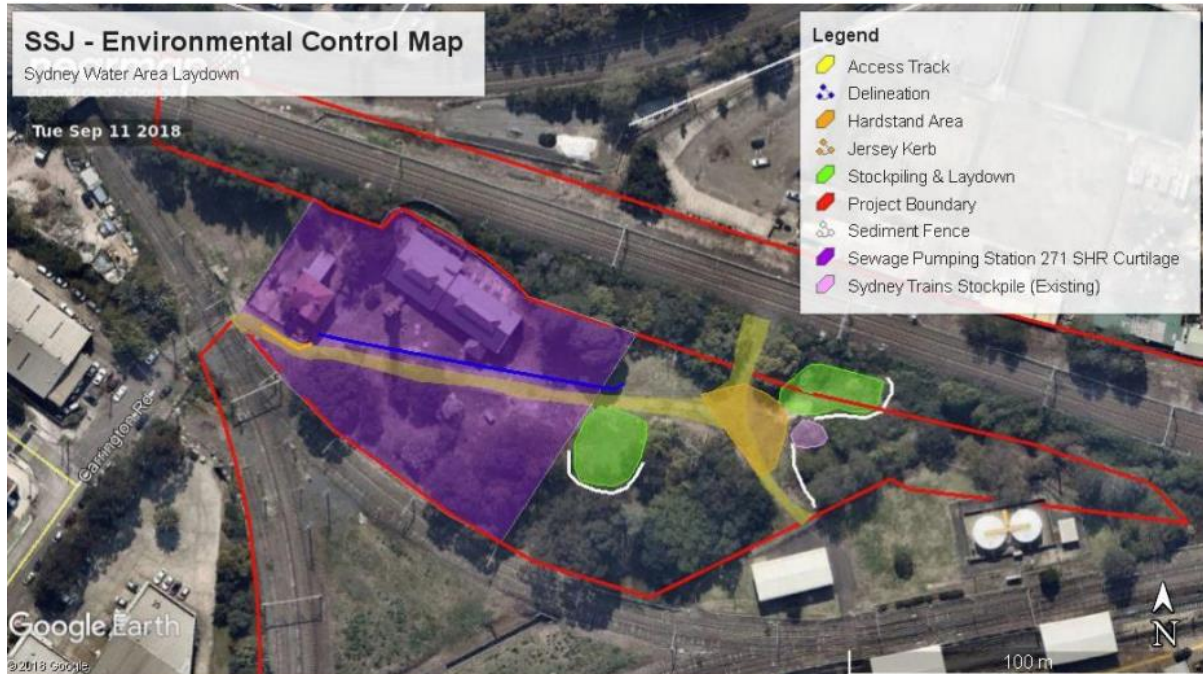 SSJ - Environmental Control Map
Sydney Water Area Laydown
Tue Sep 11 2018
Legend
Access Track
Delineation
Hardstand Area
Jersey Kerb
Stockpiling & Laydown
Project Boundary
Sediment Fence
Sewage Pumping Station 271 SHR Curtilage
Sydney Trains Stockpile (Existing)
Carrington Rd
Google Earth
©2018 Google
100 m
N